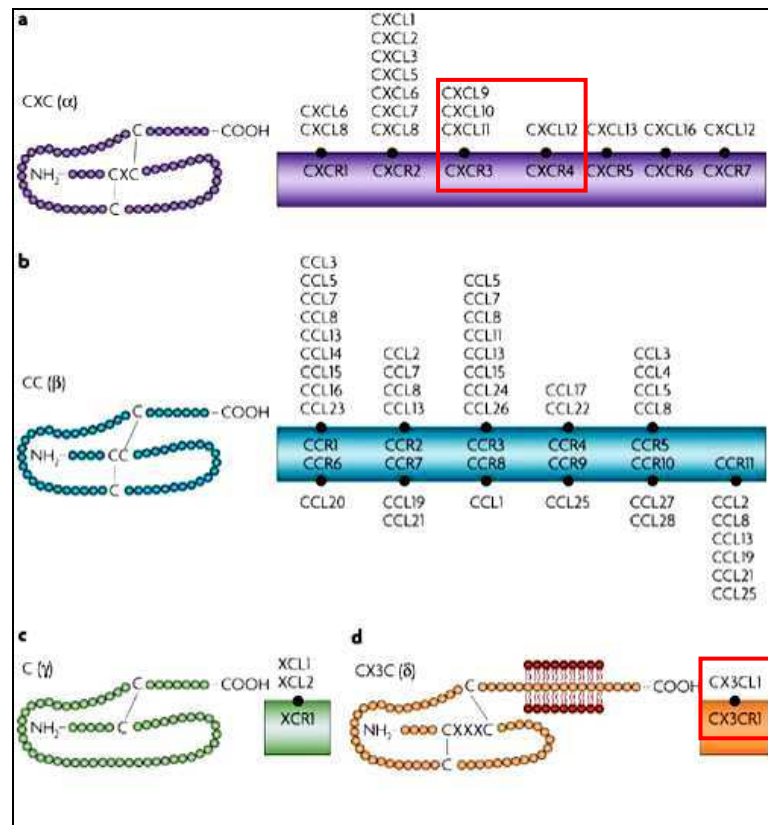 a
CXC (α)
C
COOH
NH₂
CXC
C
CXCL6
CXCL8
CXCR1
CXCL1
CXCL2
CXCL3
CXCL5
CXCL6
CXCL7
CXCL8
CXCR2
CXCL9
CXCL10
CXCL11
CXCR3
CXCL12
CXCR4
CXCL13
CXCR5
CXCL16
CXCR6
CXCL12
CXCR7
b
CC (β)
C
COOH
NH₂
CC
C
CCL3
CCL5
CCL7
CCL8
CCL13
CCL14
CCL15
CCL16
CCL23
CCR1
CCR6
CCL20
CCL2
CCL7
CCL8
CCL13
CCR2
CCR7
CCL19
CCL21
CCL5
CCL7
CCL8
CCL11
CCL13
CCL15
CCL24
CCL26
CCR3
CCR8
CCL1
CCL17
CCL22
CCR4
CCR9
CCL25
CCL3
CCL4
CCL5
CCL8
CCR5
CCR10
CCL27
CCL28
CCR11
CCL2
CCL8
CCL13
CCL19
CCL21
CCL25
c
C (γ)
C
COOH
NH₂
C
XCL1
XCL2
XCR1
d
CX3C (δ)
C
COOH
NH₂
CXXXC
C
CX3CL1
CX3CR1